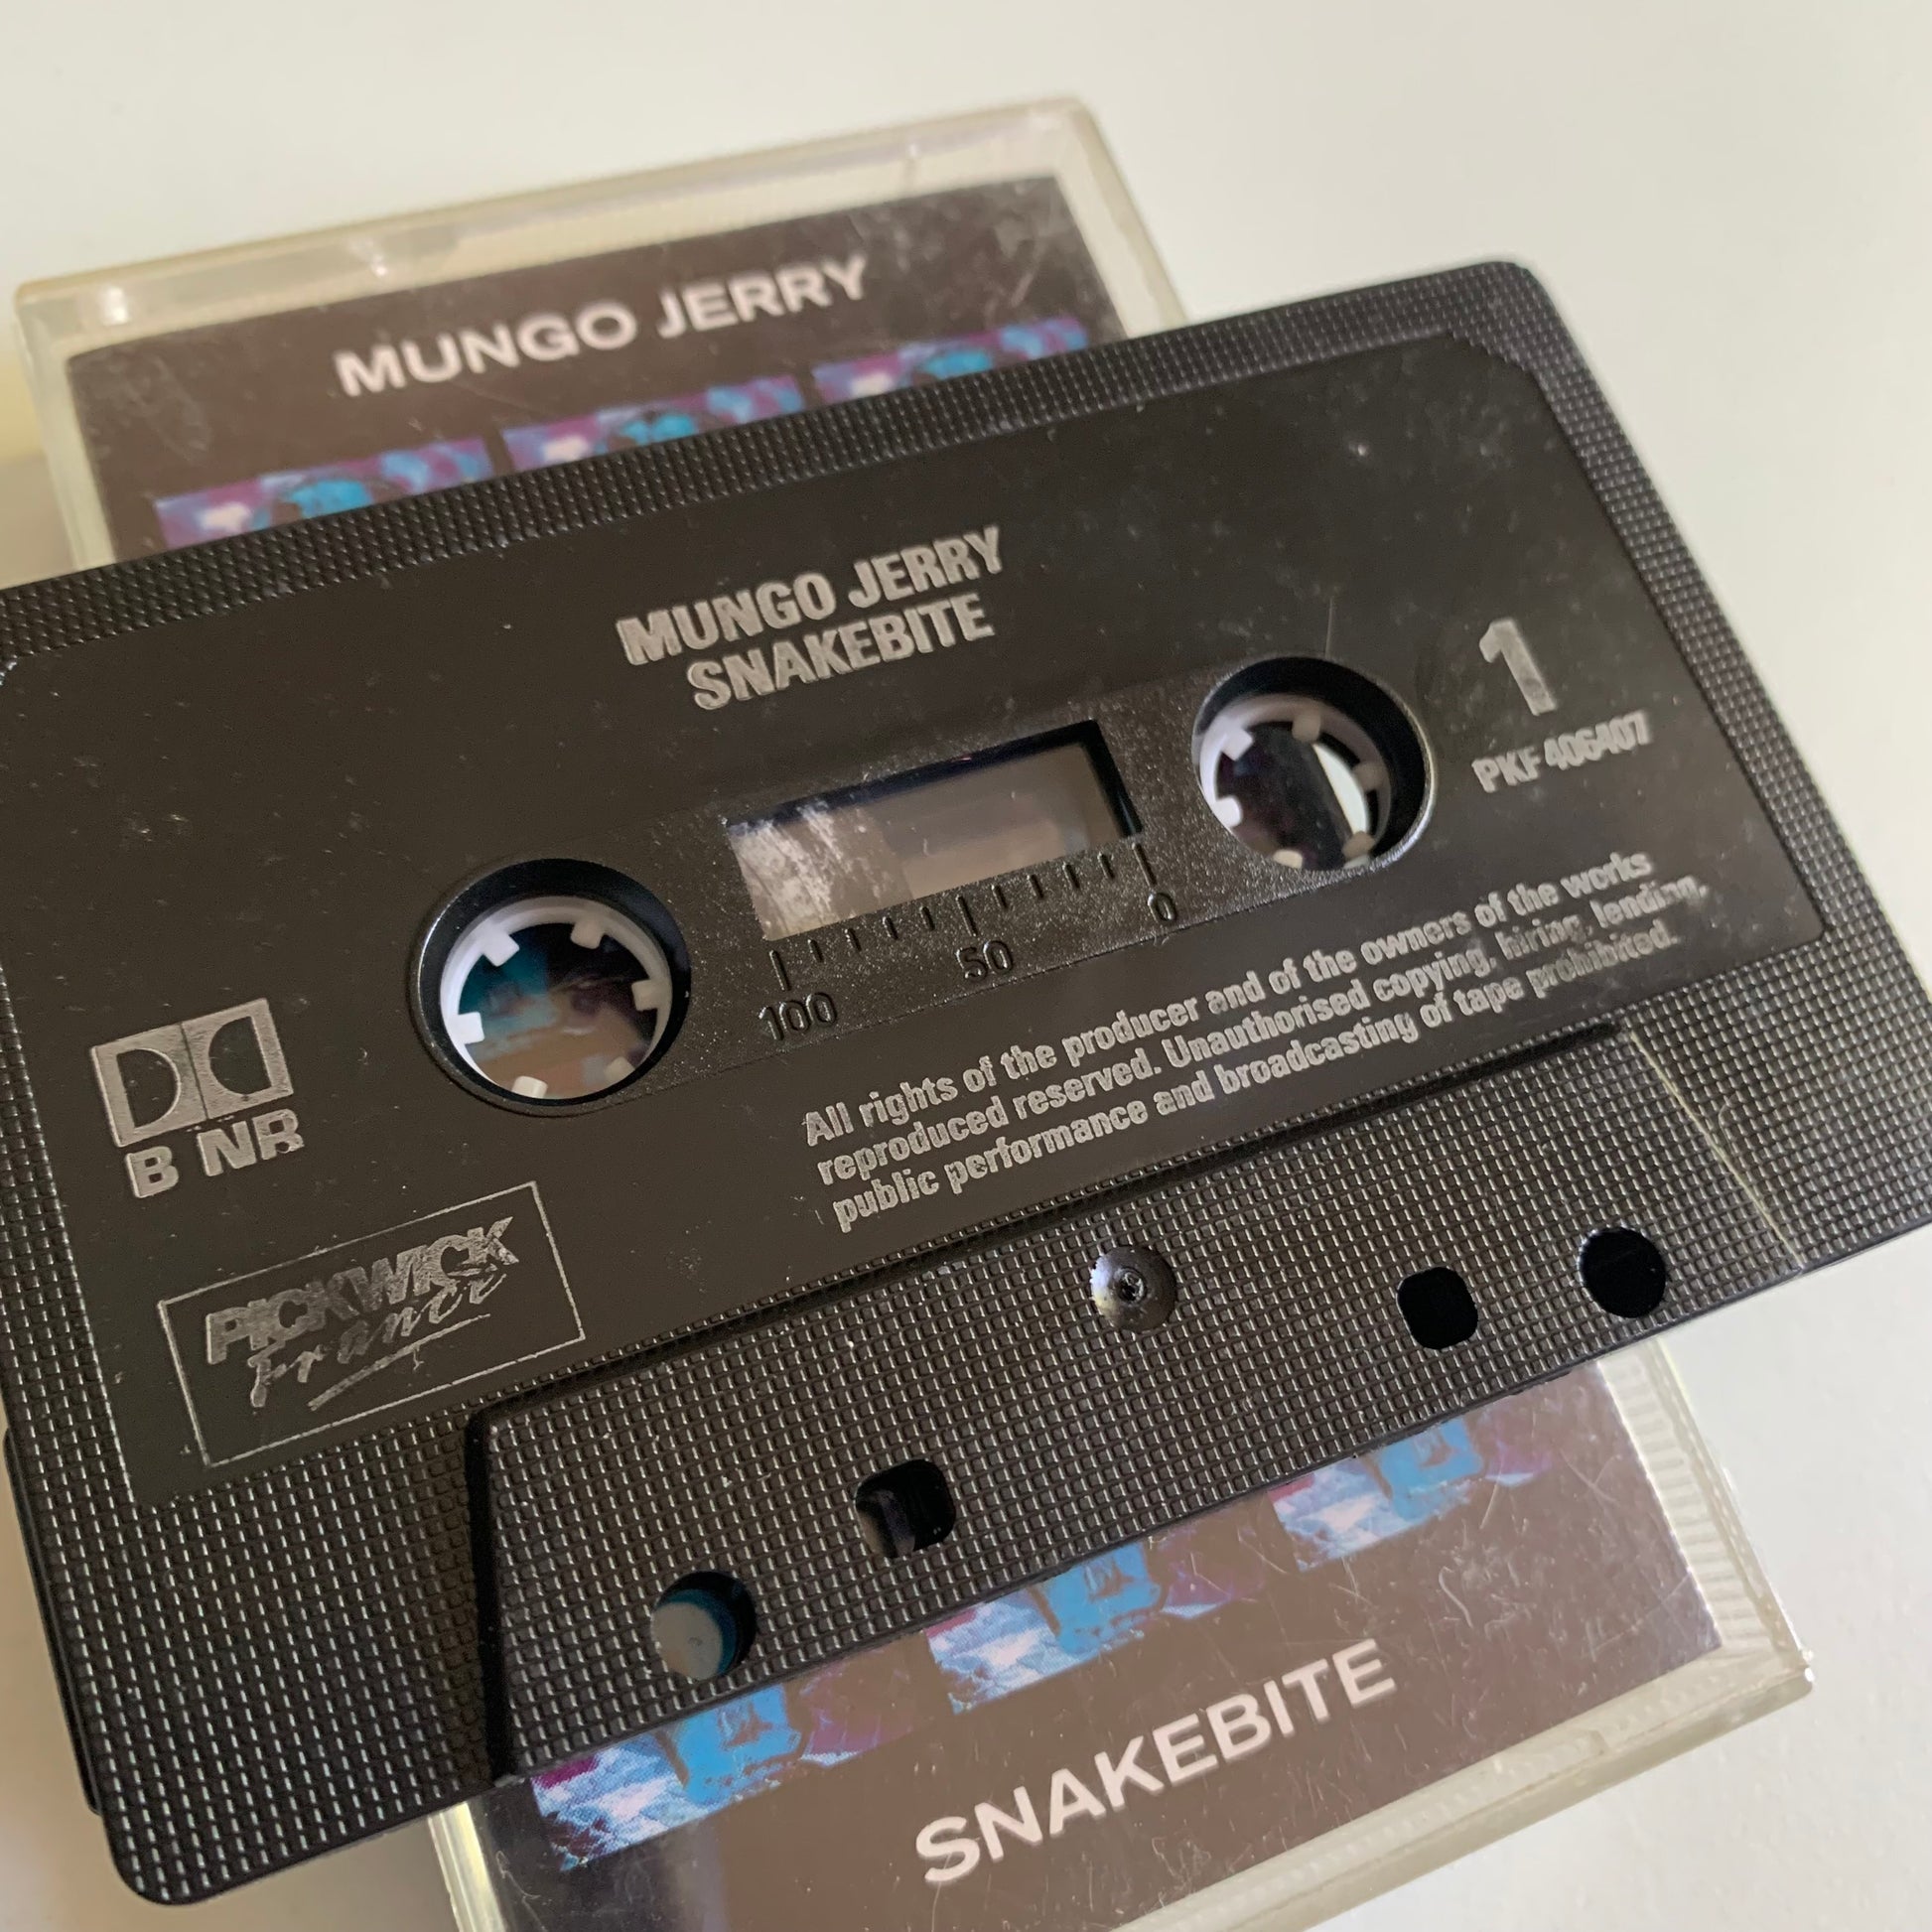 MUNGO JERRY
MUNGO JERRY
SNAKEBITE
1
PKF 406407
100 50 0
B NR
All rights of the producer and of the owners of the works
reproduced reserved. Unauthorised copying, hiring, lending,
public performance and broadcasting of tape prohibited.
PICKWICK
France
SNAKEBITE